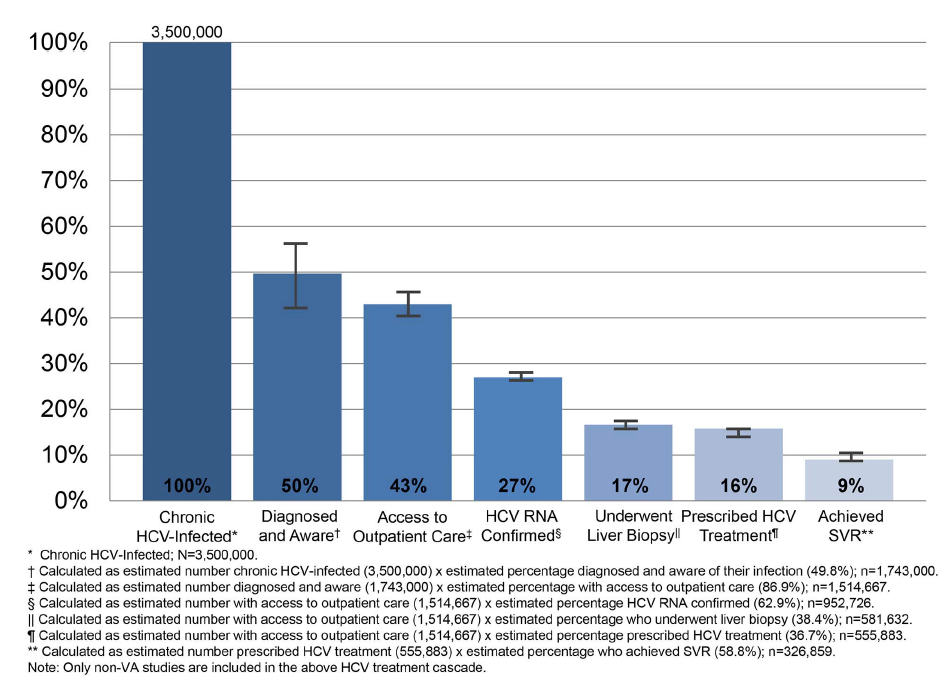 3,500,000
100%
90%
80%
70%
60%
50%
40%
30%
20%
10%
0%
100% 50% 43% 27% 17% 16% 9%
Chronic Diagnosed Access to HCV RNA Underwent Prescribed HCV Achieved
HCV-Infected* and Aware† Outpatient Care‡ Confirmed§ Liver Biopsy|| Treatment¶ SVR**
* Chronic HCV-Infected; N=3,500,000.
† Calculated as estimated number chronic HCV-infected (3,500,000) x estimated percentage diagnosed and aware of their infection (49.8%); n=1,743,000.
‡ Calculated as estimated number diagnosed and aware (1,743,000) x estimated percentage with access to outpatient care (86.9%); n=1,514,667.
§ Calculated as estimated number with access to outpatient care (1,514,667) x estimated percentage HCV RNA confirmed (62.9%); n=952,726.
|| Calculated as estimated number with access to outpatient care (1,514,667) x estimated percentage who underwent liver biopsy (38.4%); n=581,632.
¶ Calculated as estimated number with access to outpatient care (1,514,667) x estimated percentage prescribed HCV treatment (36.7%); n=555,883.
** Calculated as estimated number prescribed HCV treatment (555,883) x estimated percentage who achieved SVR (58.8%); n=326,859.
Note: Only non-VA studies are included in the above HCV treatment cascade.